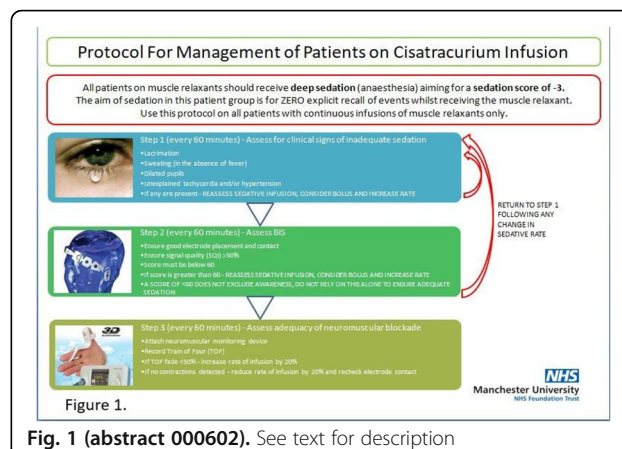 Protocol For Management of Patients on Cisatracurium Infusion
All patients on muscle relaxants should receive deep sedation (anaesthesia) aiming for a sedation score of -3.
The aim of sedation in this patient group is for ZERO explicit recall of events whilst receiving the muscle relaxant.
Use this protocol on all patients with continuous infusions of muscle relaxants only.
Step 1 (every 60 minutes) - Assess for clinical signs of inadequate sedation
•Lacrimation
•Sweating (in the absence of fever)
•Dilated pupils
•Unexplained tachycardia and/or hypertension
•If any are present - REASSESS SEDATIVE INFUSION, CONSIDER BOLUS AND INCREASE RATE
RETURN TO STEP 1
FOLLOWING ANY
CHANGE IN
SEDATIVE RATE
Step 2 (every 60 minutes) - Assess BIS
•Ensure good electrode placement and contact
•Ensure signal quality (SQI) >50%
•Score must be below 60
•If score is greater than 60 - REASSESS SEDATIVE INFUSION, CONSIDER BOLUS AND INCREASE RATE
•A SCORE OF <60 DOES NOT EXCLUDE AWARENESS, DO NOT RELY ON THIS ALONE TO ENSURE ADEQUATE
SEDATION
3D
Step 3 (every 60 minutes) - Assess adequacy of neuromuscular blockade
•Attach neuromuscular monitoring device
•Record Train of Four (TOF)
•If TOF fade <50% - increase rate of infusion by 20%
•If no contractions detected - reduce rate of infusion by 20% and recheck electrode contact
NHS
Manchester University
NHS Foundation Trust
Figure 1.
Fig. 1 (abstract 000602). See text for description